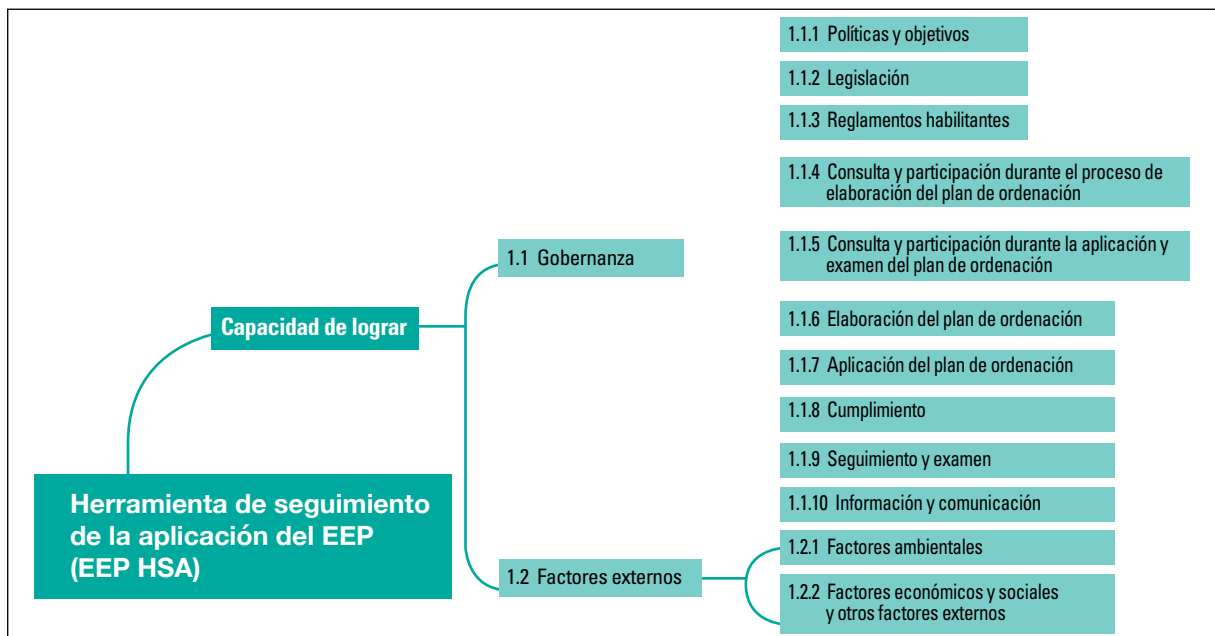 Herramienta de seguimiento
de la aplicación del EEP
(EEP HSA)
Capacidad de lograr
1.1 Gobernanza
1.1.1 Políticas y objetivos
1.1.2 Legislación
1.1.3 Reglamentos habilitantes
1.1.4 Consulta y participación durante el proceso de
elaboración del plan de ordenación
1.1.5 Consulta y participación durante la aplicación y
examen del plan de ordenación
1.1.6 Elaboración del plan de ordenación
1.1.7 Aplicación del plan de ordenación
1.1.8 Cumplimiento
1.1.9 Seguimiento y examen
1.1.10 Información y comunicación
1.2 Factores externos
1.2.1 Factores ambientales
1.2.2 Factores económicos y sociales
y otros factores externos